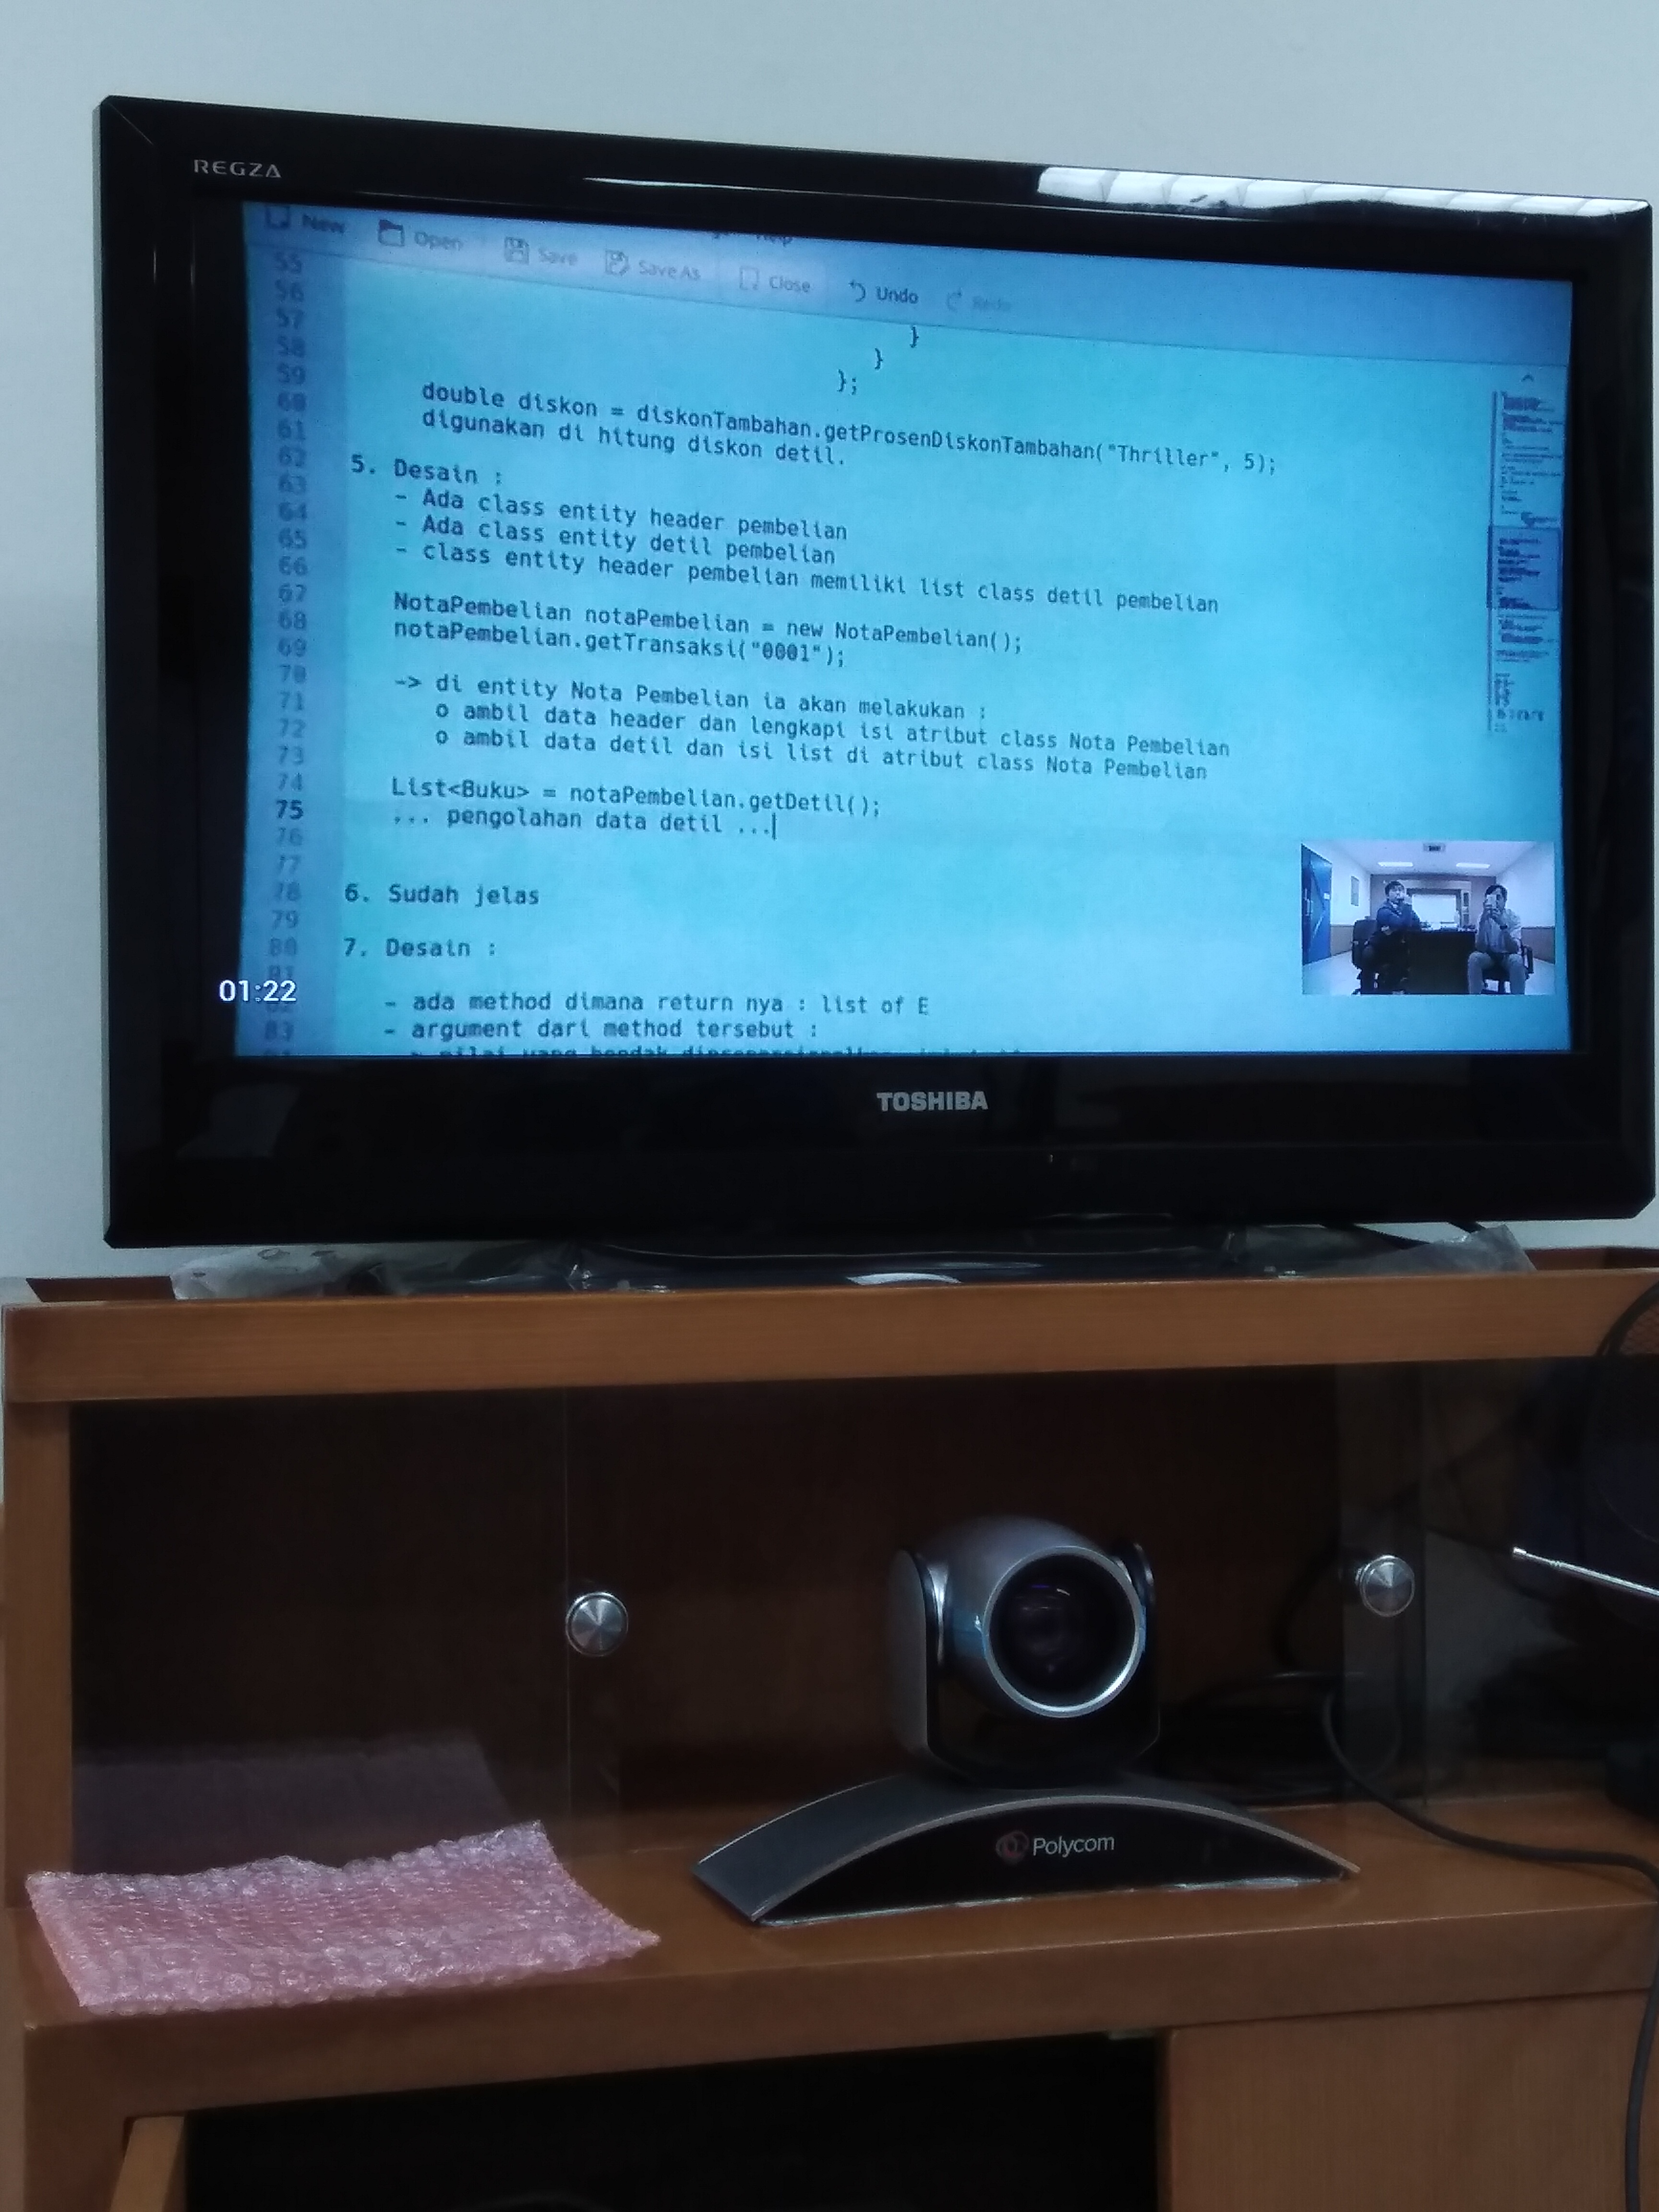 REGZA
New Open Save Save As Close Undo Redo
55
56
57 }
58 }
59 };
60 double diskon = diskonTambahan.getProsenDiskonTambahan("Thriller", 5);
61 digunakan di hitung diskon detil.
62 5. Desain :
63 - Ada class entity header pembelian
64 - Ada class entity detil pembelian
65 - class entity header pembelian memiliki list class detil pembelian
66
67 NotaPembelian notaPembelian = new NotaPembelian();
68 notaPembelian.getTransaksi("0001");
69
70 -> di entity Nota Pembelian ia akan melakukan :
71 o ambil data header dan lengkapi isi atribut class Nota Pembelian
72 o ambil data detil dan isi list di atribut class Nota Pembelian
73
74 List<Buku> = notaPembelian.getDetil();
75 ... pengolahan data detil ...
76
77
78 6. Sudah jelas
79
80 7. Desain :
81
01:22
- ada method dimana return nya : list of E
83 - argument dari method tersebut :
TOSHIBA
Polycom